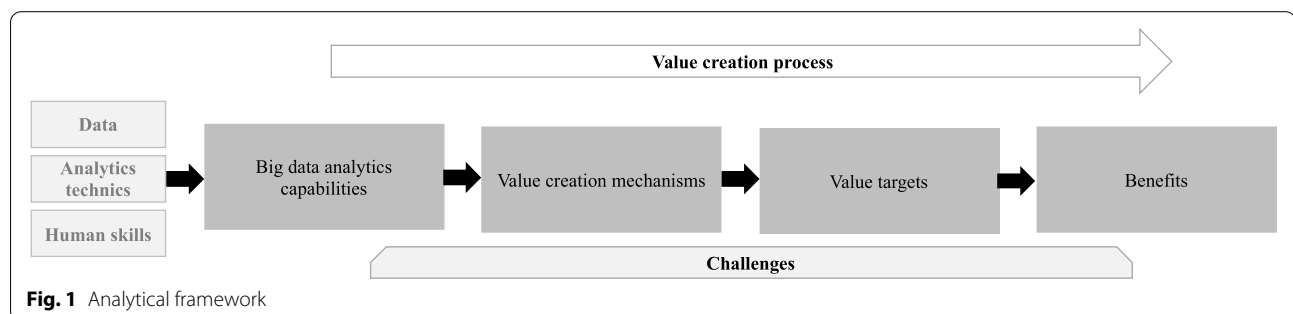 Value creation process
Data
Analytics
technics
Human skills
Big data analytics
capabilities
Value creation mechanisms
Value targets
Benefits
Challenges
Fig. 1 Analytical framework